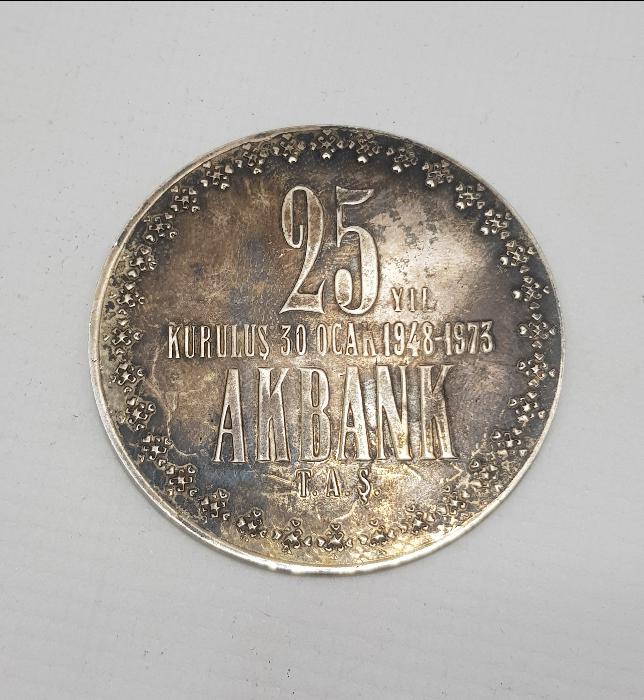 25 YIL
KURULUŞ 30 OCAK 1948-1973
AKBANK
T.A.Ş.